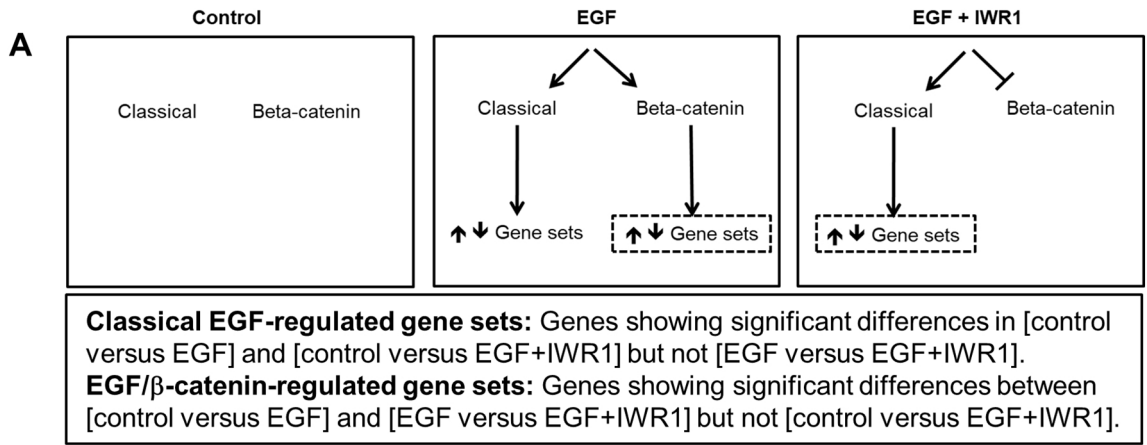 Control EGF EGF + IWR1
A
Classical Beta-catenin Classical Beta-catenin Classical Beta-catenin
Gene sets Gene sets Gene sets
Classical EGF-regulated gene sets: Genes showing significant differences in [control
versus EGF] and [control versus EGF+IWR1] but not [EGF versus EGF+IWR1].
EGF/β-catenin-regulated gene sets: Genes showing significant differences between
[control versus EGF] and [EGF versus EGF+IWR1] but not [control versus EGF+IWR1].